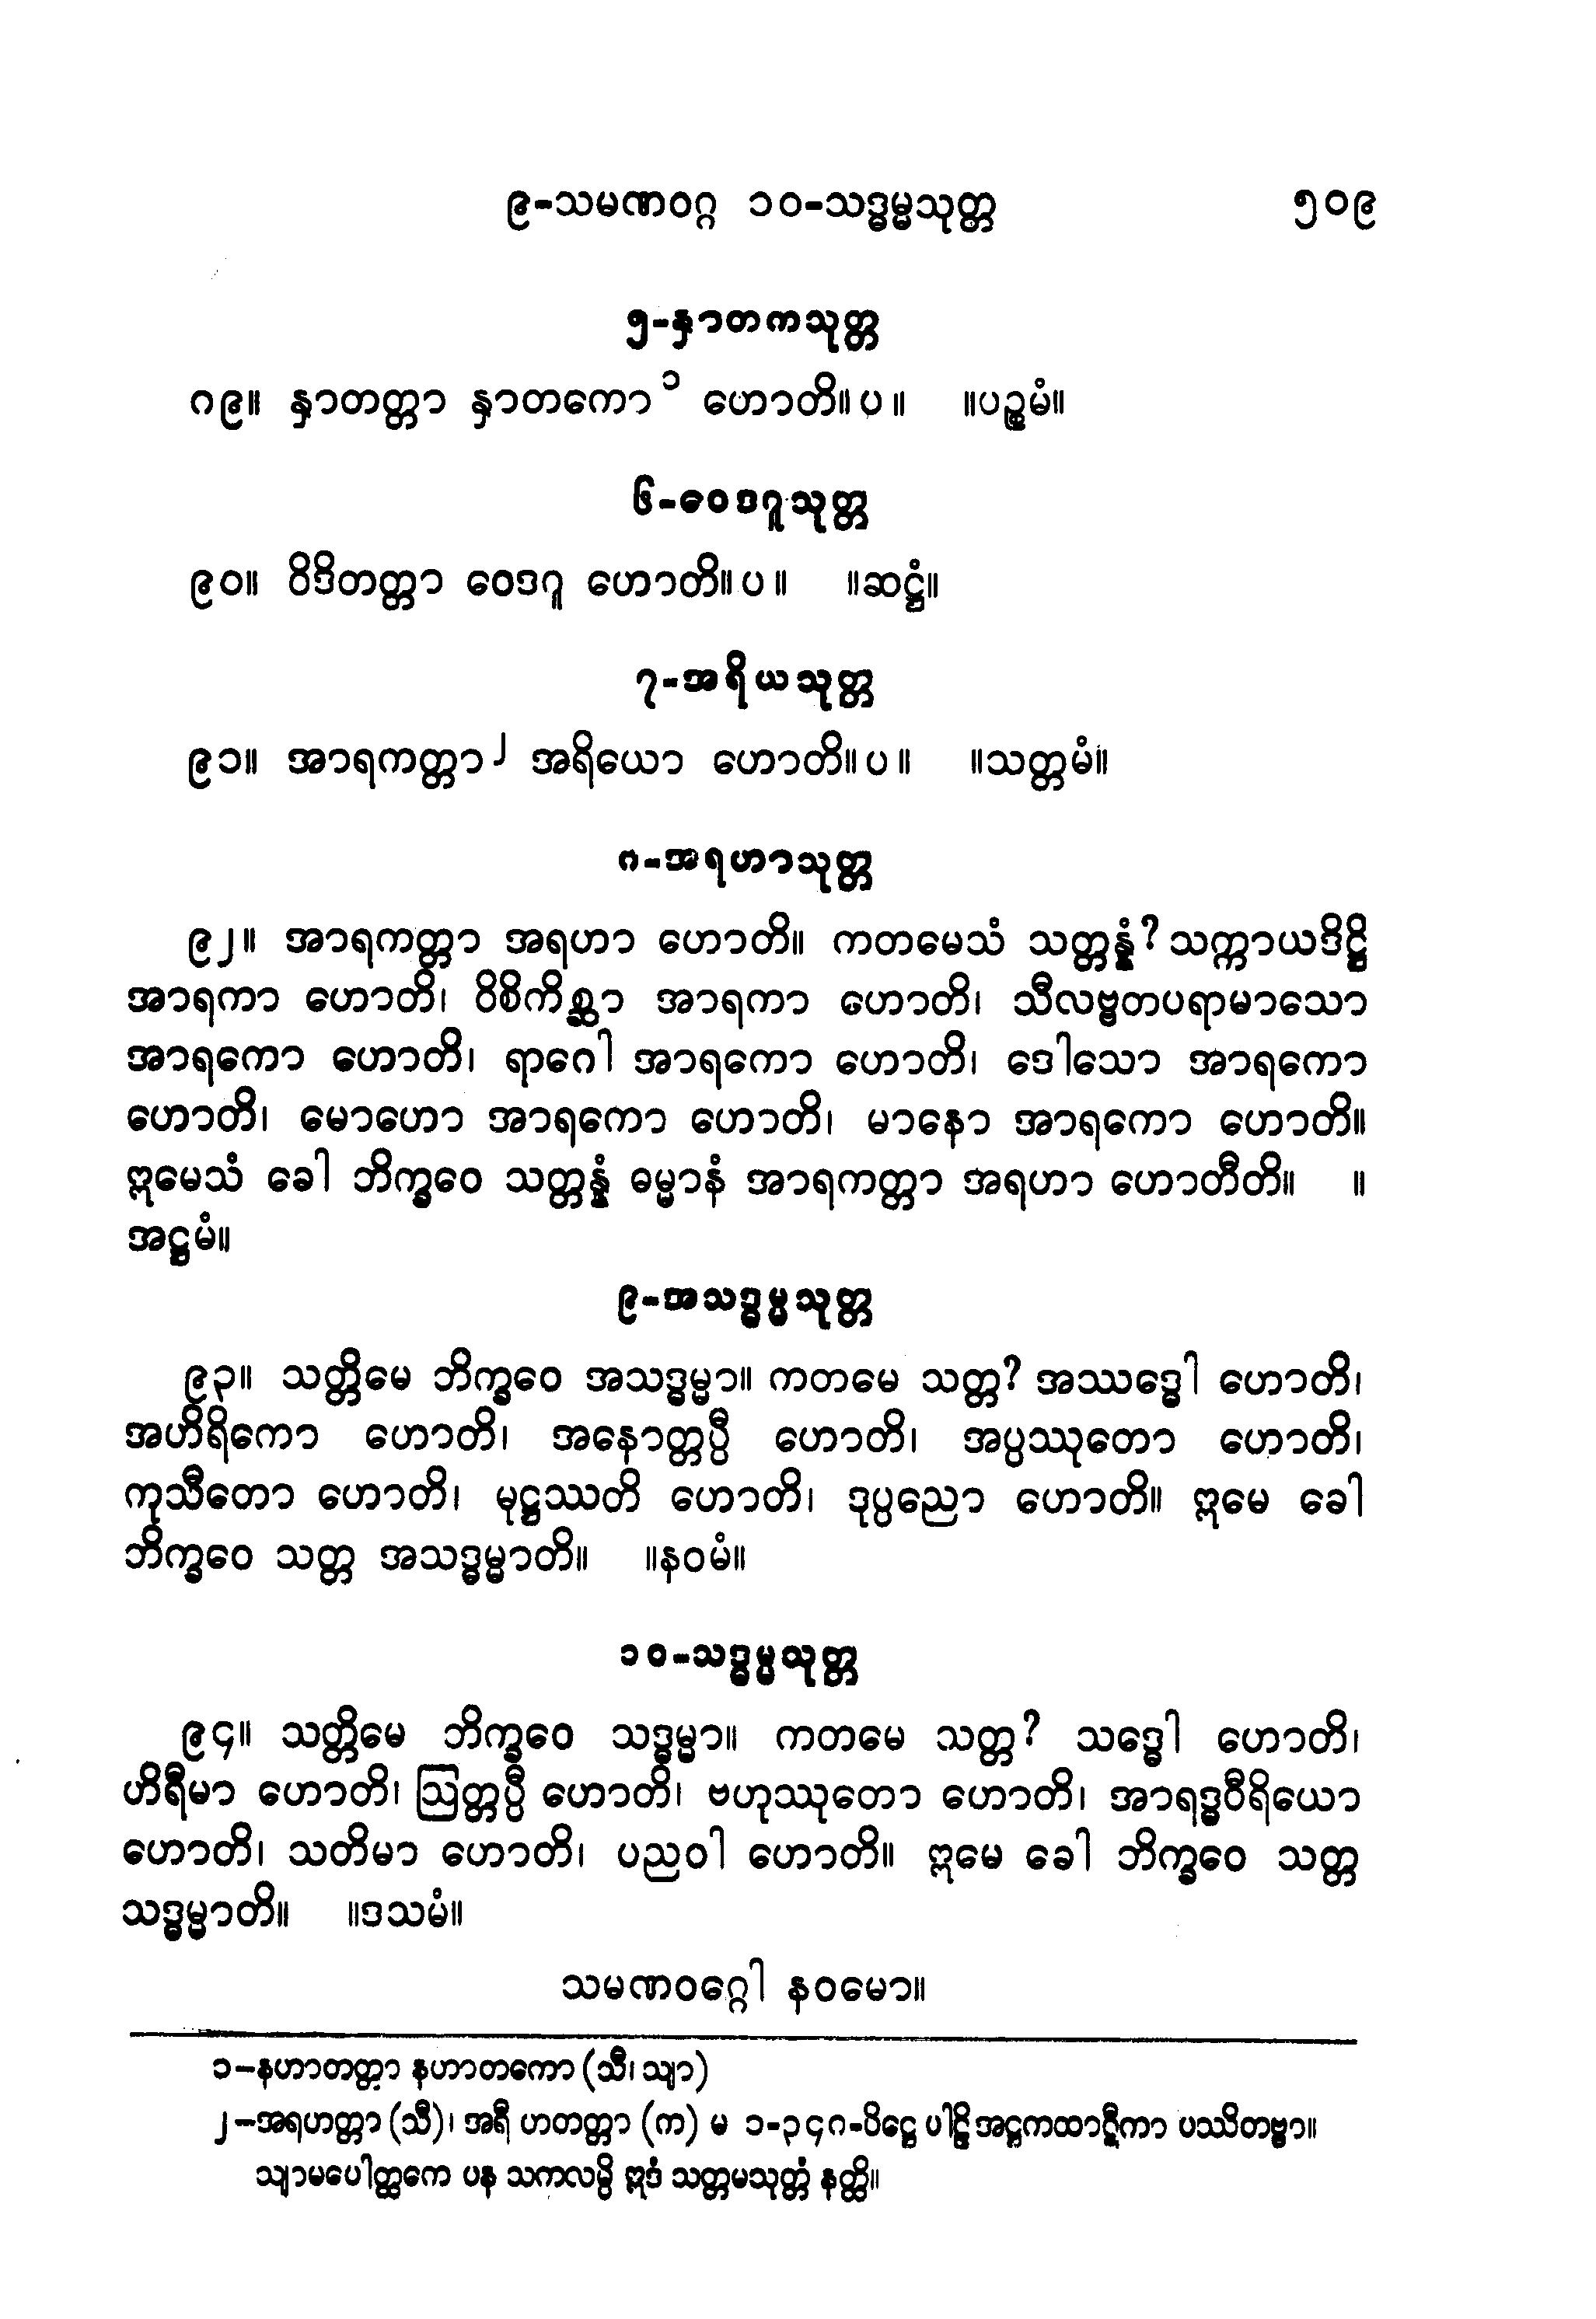 ၉-သမဏဝဂ္ဂ ၁၀-သဒ္ဓမ္မသုတ္တ ၅၀၉
၅-နှာတကသုတ္တ
၈၉။ နှာတတ္တာ နှာတကော၁ ဟောတိ။ပ။ ။ပဉ္စမံ။
၆-ဝေဒဂူသုတ္တ
၉၀။ ဝိဒိတတ္တာ ဝေဒဂူ ဟောတိ။ပ။ ။ဆဋ္ဌံ။
၇-အရိယသုတ္တ
၉၁။ အာရကတ္တာ၂ အရိယော ဟောတိ။ပ။ ။သတ္တမံ။
၈-အရဟာသုတ္တ
၉၂။ အာရကတ္တာ အရဟာ ဟောတိ။ ကတမေသံ သတ္တန္နံ? သက္ကာယဒိဋ္ဌိ
အာရကာ ဟောတိ၊ ဝိစိကိစ္ဆာ အာရကာ ဟောတိ၊ သီလဗ္ဗတပရာမာသော
အာရကော ဟောတိ၊ ရာဂေါ အာရကော ဟောတိ၊ ဒေါသော အာရကော
ဟောတိ၊ မောဟော အာရကော ဟောတိ၊ မာနော အာရကော ဟောတိ။
ဣမေသံ ခေါ ဘိက္ခဝေ သတ္တန္နံ ဓမ္မာနံ အာရကတ္တာ အရဟာ ဟောတီတိ။ ။
အဋ္ဌမံ။
၉-အသဒ္ဓမ္မသုတ္တ
၉၃။ သတ္တိမေ ဘိက္ခဝေ အသဒ္ဓမ္မာ။ ကတမေ သတ္တ? အဿဒ္ဓေါ ဟောတိ၊
အဟိရိကော ဟောတိ၊ အနောတ္တပ္ပီ ဟောတိ၊ အပ္ပဿုတော ဟောတိ၊
ကုသီတော ဟောတိ၊ မုဋ္ဌဿတိ ဟောတိ၊ ဒုပ္ပညော ဟောတိ။ ဣမေ ခေါ
ဘိက္ခဝေ သတ္တ အသဒ္ဓမ္မာတိ။ ။နဝမံ။
၁၀-သဒ္ဓမ္မသုတ္တ
၉၄။ သတ္တိမေ ဘိက္ခဝေ သဒ္ဓမ္မာ။ ကတမေ သတ္တ? သဒ္ဓေါ ဟောတိ၊
ဟိရီမာ ဟောတိ၊ ဩတ္တပ္ပီ ဟောတိ၊ ဗဟုဿုတော ဟောတိ၊ အာရဒ္ဓဝီရိယော
ဟောတိ၊ သတိမာ ဟောတိ၊ ပညဝါ ဟောတိ။ ဣမေ ခေါ ဘိက္ခဝေ သတ္တ
သဒ္ဓမ္မာတိ။ ။ဒသမံ။
သမဏဝဂ္ဂေါ နဝမော။
၁-နဟာတတ္တာ နဟာတကော (သီ၊ သျာ)
၂-အရဟတ္တာ (သီ)၊ အရီ ဟတတ္တာ (က) မ ၁-၃၄၈-ပိဋ္ဌေ ပါဠိအဋ္ဌကထာဋီကာ ပဿိတဗ္ဗာ။
သျာမပေါတ္ထကေ ပန သကလမ္ပိ ဣဒံ သတ္တမသုတ္တံ နတ္ထိ။